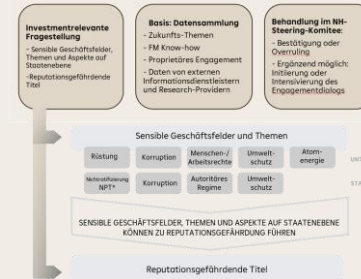 Investmentrelevante
Fragestellung
- Sensible Geschäftsfelder,
Themen und Aspekte auf
Staatenebene
-Reputationsgefährdende
Titel
Basis: Datensammlung
- Zukunfts-Themen
- FM Know-how
- Proprietäres Engagement
- Daten von externen
Informationsdienstleistern
und Research-Providern
Behandlung im NH-
Steering-Komitee:
- Bestätigung oder
Overruling
- Ergänzend möglich:
Initiierung oder
Intensivierung des
Engagementdialogs
Sensible Geschäftsfelder und Themen
Rüstung
Korruption
Menschen-/
Arbeitsrechte
Umwelt-
schutz
Atom-
energie
Nichtratifizierung
NPT*
Korruption
Autoritäres
Regime
Umwelt-
schutz
SENSIBLE GESCHÄFTSFELDER, THEMEN UND ASPEKTE AUF STAATENEBENE
KÖNNEN ZU REPUTATIONSGEFÄHRDUNG FÜHREN
Reputationsgefährdende Titel